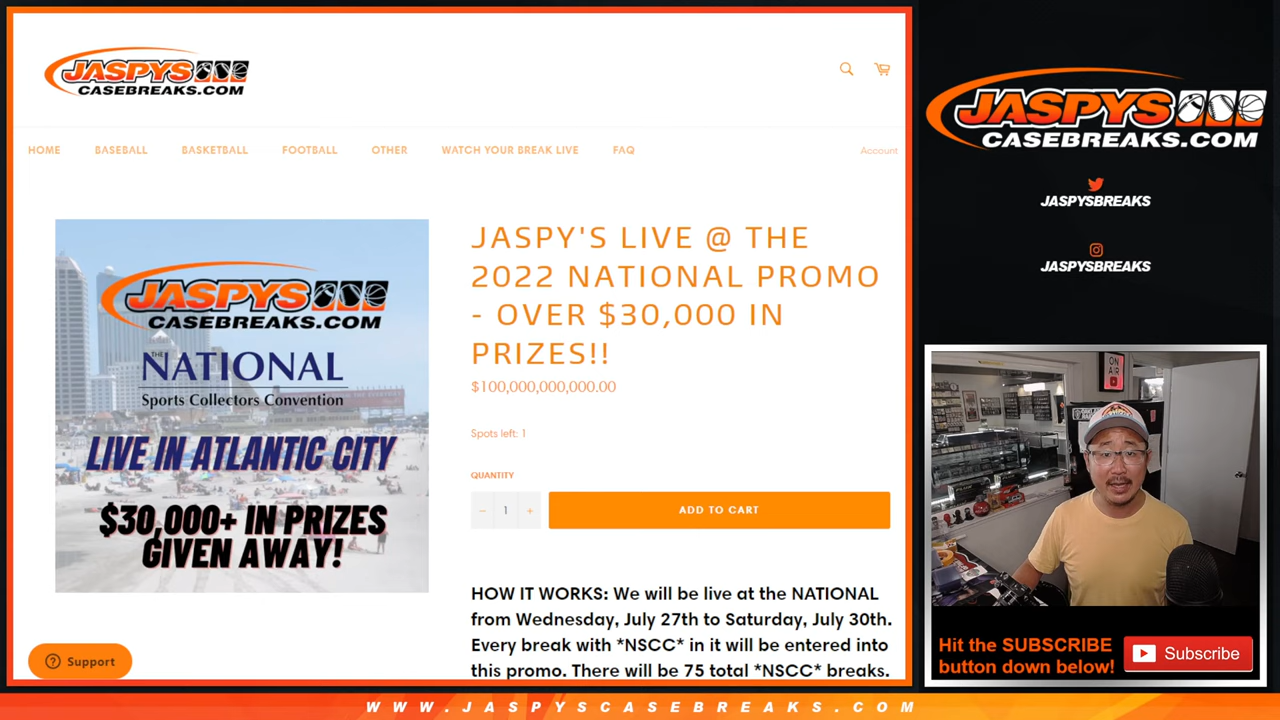 JASPYS
CASEBREAKS.COM
HOME BASEBALL BASKETBALL FOOTBALL OTHER WATCH YOUR BREAK LIVE FAQ Account
JASPYS
CASEBREAKS.COM
THE NATIONAL
Sports Collectors Convention
LIVE IN ATLANTIC CITY
$30,000+ IN PRIZES
GIVEN AWAY!
JASPY'S LIVE @ THE
2022 NATIONAL PROMO
- OVER $30,000 IN
PRIZES!!
$100,000,000,000.00
Spots left: 1
QUANTITY
− 1 +
ADD TO CART
HOW IT WORKS: We will be live at the NATIONAL
from Wednesday, July 27th to Saturday, July 30th.
Every break with *NSCC* in it will be entered into
this promo. There will be 75 total *NSCC* breaks.
Support
JASPYS
CASEBREAKS.COM
JASPYSBREAKS
JASPYSBREAKS
ON
AIR
Hit the SUBSCRIBE
button down below!
Subscribe
WWW.JASPYSCASEBREAKS.COM